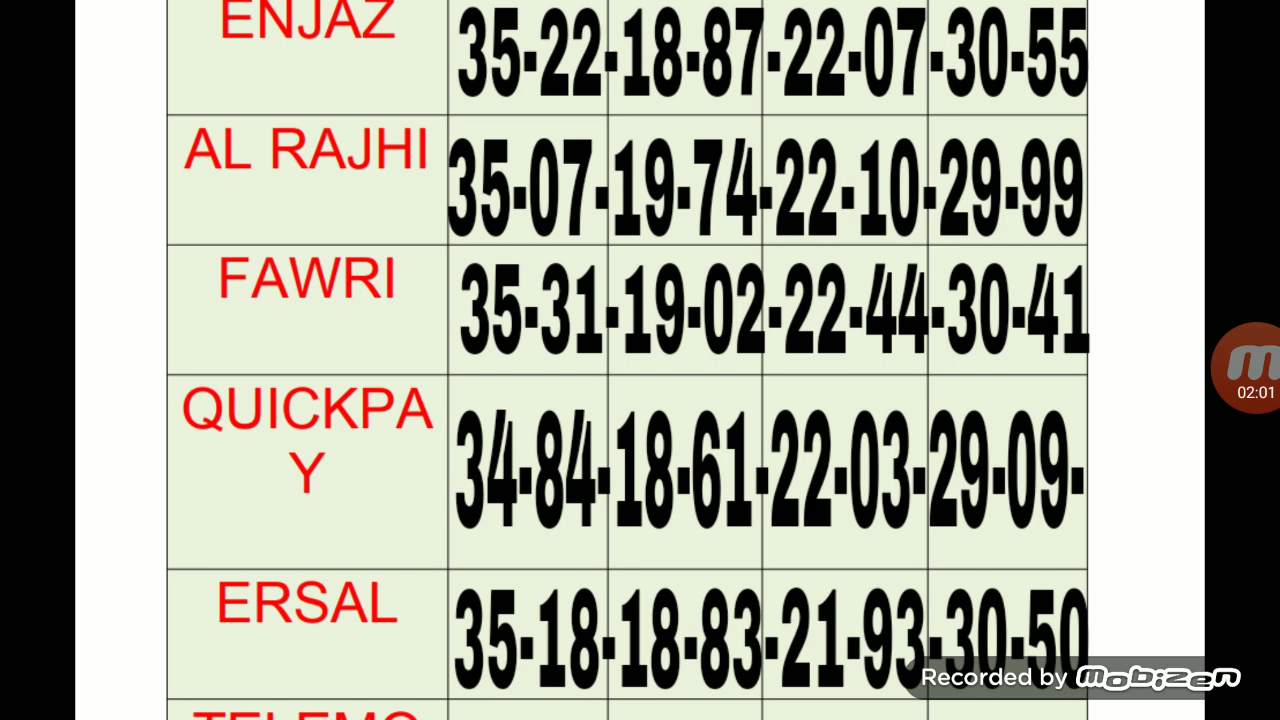 ENJAZ 35-22-18-87-22-07-30-55
AL RAJHI 35-07-19-74-22-10-29-99
FAWRI 35-31-19-02-22-44-30-41
QUICKPA 34-84-18-61-22-03-29-09-
Y
ERSAL 35-18-18-83-21-93-30-50
TELEMO
02:01
Recorded by mobizen